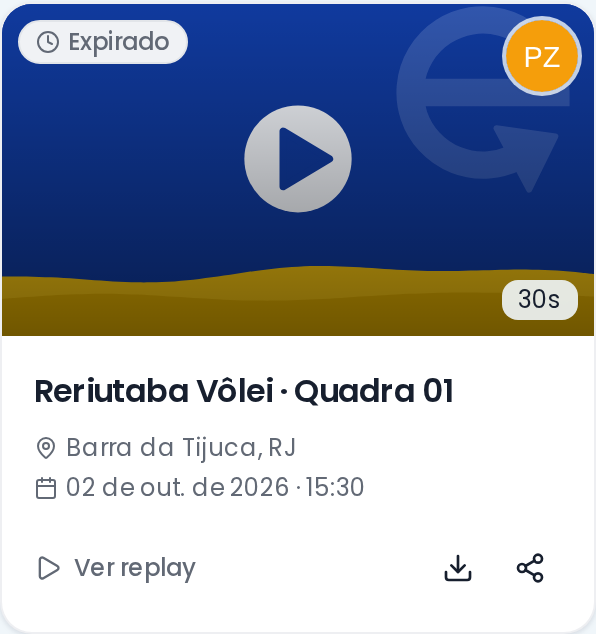 Expirado
PZ
30s
Reriutaba Vôlei · Quadra 01
Barra da Tijuca, RJ
02 de out. de 2026 · 15:30
Ver replay